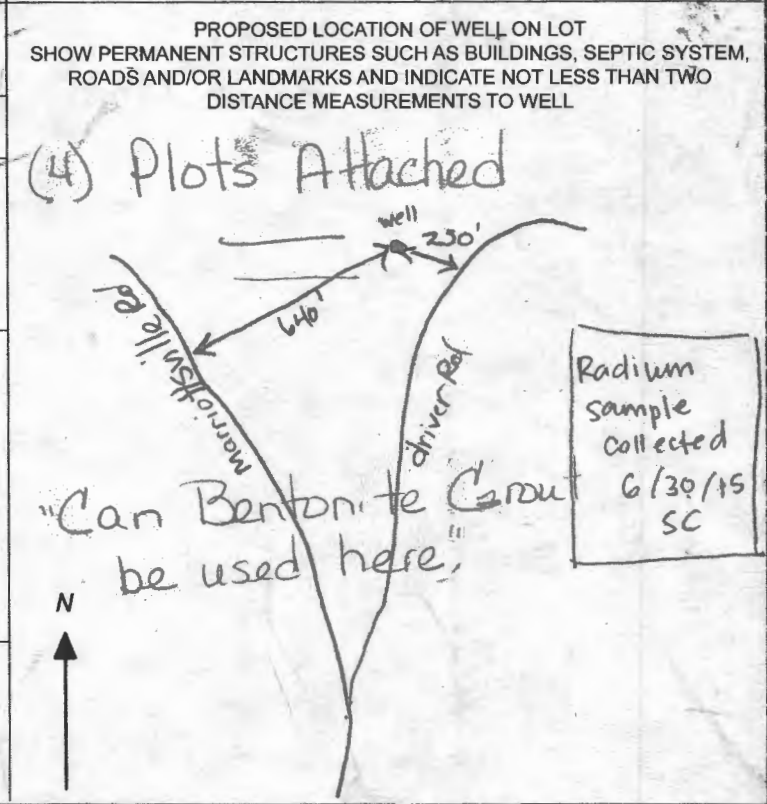 PROPOSED LOCATION OF WELL ON LOT
SHOW PERMANENT STRUCTURES SUCH AS BUILDINGS, SEPTIC SYSTEM,
ROADS AND/OR LANDMARKS AND INDICATE NOT LESS THAN TWO
DISTANCE MEASUREMENTS TO WELL
(4) Plots Attached
well
250'
640'
Marriottsville Rd
driver Rd
Radium
sample
collected
6/30/15
SC
"Can Bentonite Grout
be used here,"
N